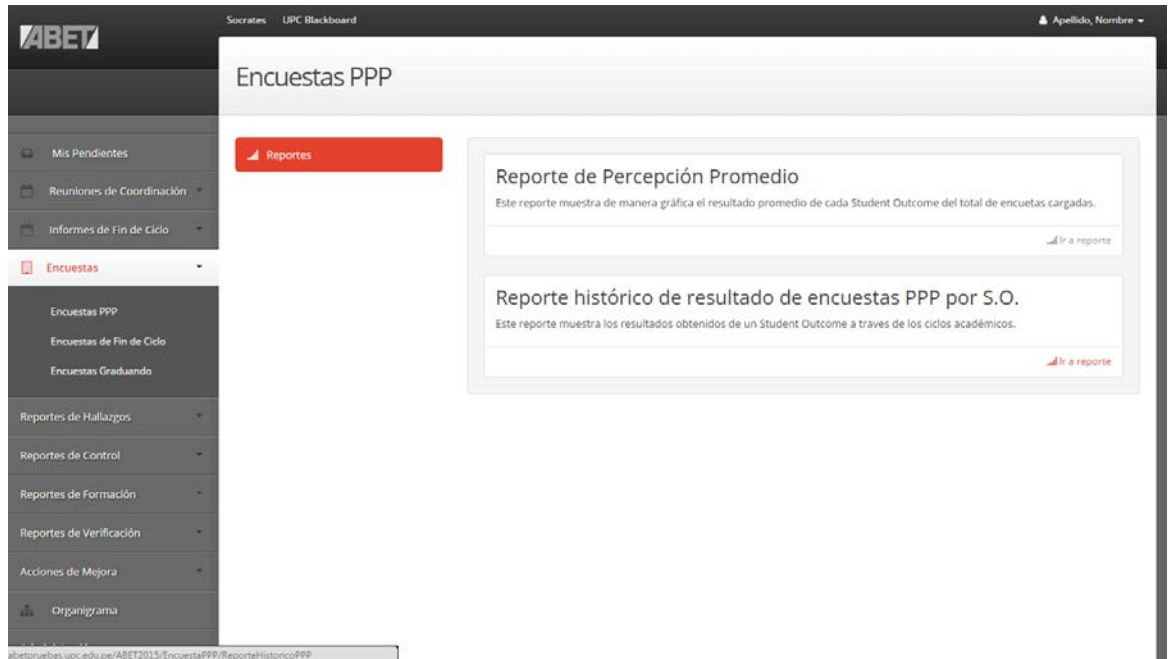 ABET
Socrates UPC Blackboard
Apellido, Nombre
Encuestas PPP
Mis Pendientes
Reuniones de Coordinación
Informes de Fin de Ciclo
Encuestas
Encuestas PPP
Encuestas de Fin de Ciclo
Encuestas Graduando
Reportes de Hallazgos
Reportes de Control
Reportes de Formación
Reportes de Verificación
Acciones de Mejora
Organigrama
Reportes
Reporte de Percepción Promedio
Este reporte muestra de manera gráfica el resultado promedio de cada Student Outcome del total de encuetas cargadas.
Ir a reporte
Reporte histórico de resultado de encuestas PPP por S.O.
Este reporte muestra los resultados obtenidos de un Student Outcome a traves de los ciclos académicos.
Ir a reporte
abetpruebas.upc.edu.pe/ABET2015/EncuestaPPP/ReporteHistoricoPPP